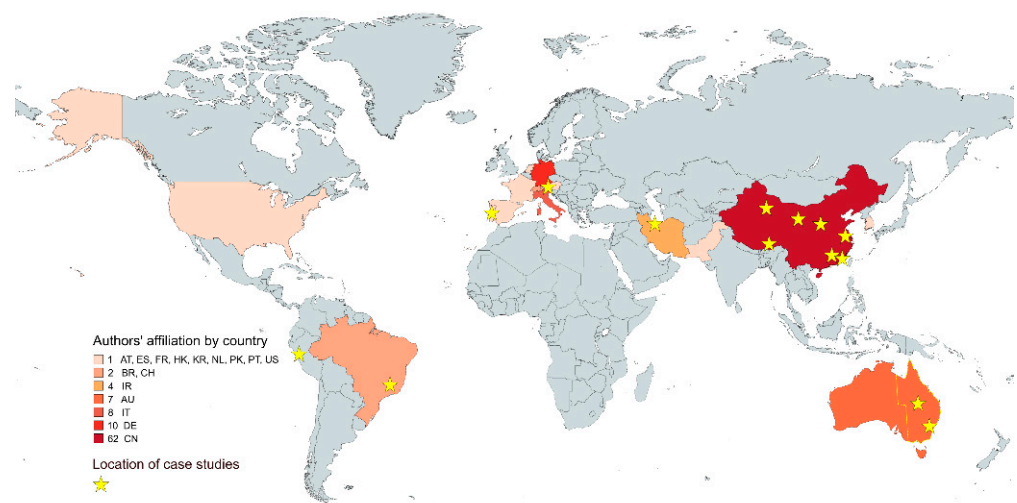 Authors' affiliation by country
1 AT, ES, FR, HK, KR, NL, PK, PT, US
2 BR, CH
4 IR
7 AU
8 IT
10 DE
62 CN
Location of case studies